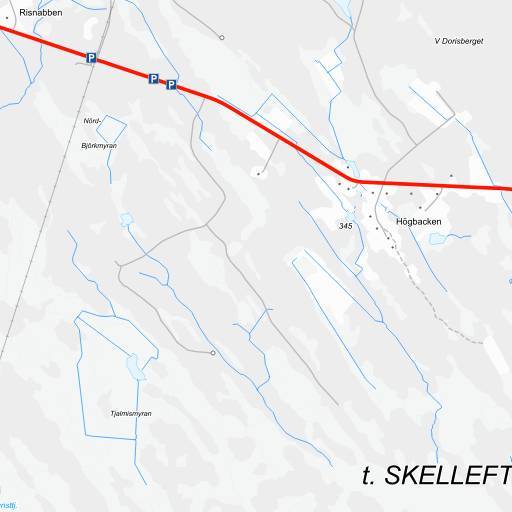 Risnabben
V Dorisberget
P
P
P
Nörd-
Björkmyran
345
Högbacken
Tjalmismyran
t. SKELLEFT